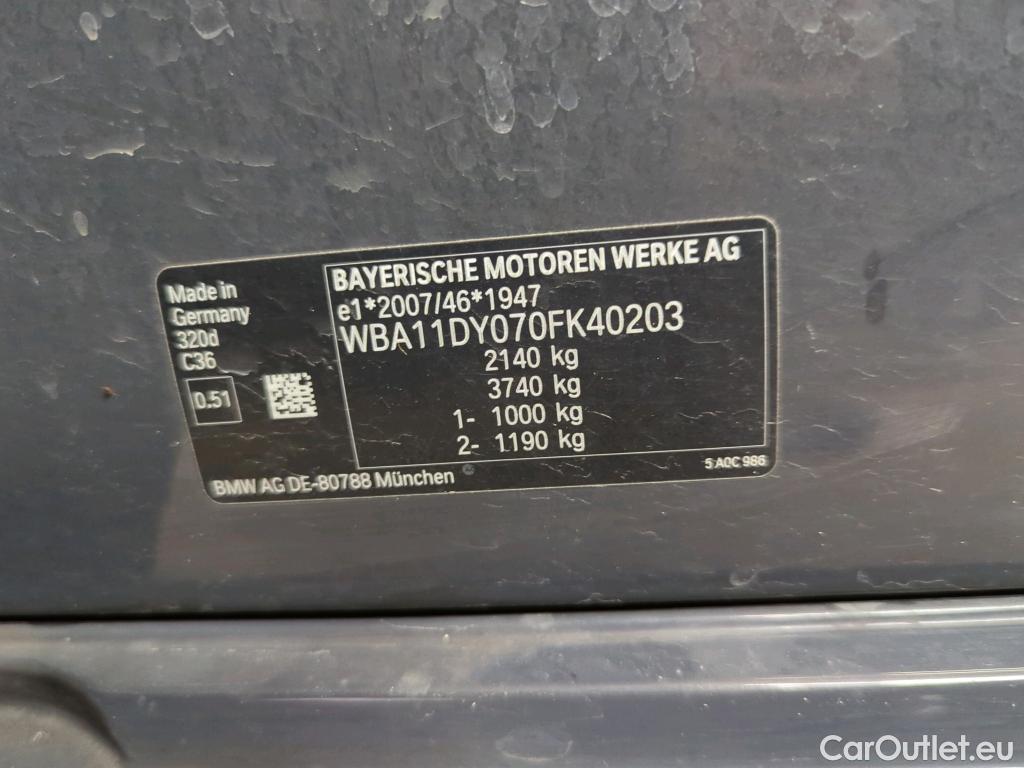 Made in
Germany
320d
C36
0.51
BAYERISCHE MOTOREN WERKE AG
e1*2007/46*1947
WBA11DY070FK40203
2140 kg
3740 kg
1- 1000 kg
2- 1190 kg
BMW AG DE-80788 München
5 AQC 986
CarOutlet.eu